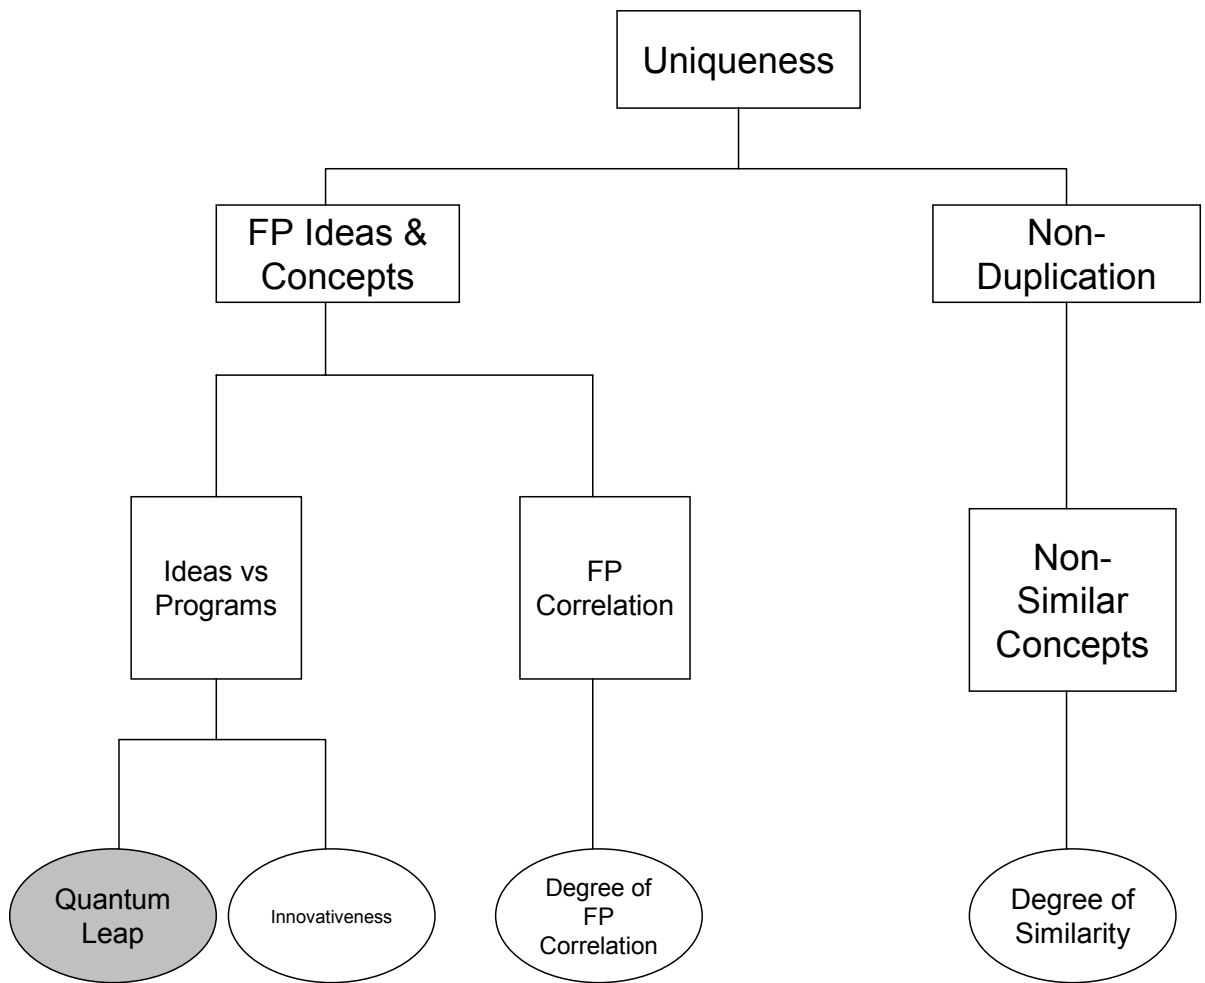 Uniqueness
FP Ideas &
Concepts
Non-
Duplication
Ideas vs
Programs
FP
Correlation
Non-
Similar
Concepts
Quantum
Leap
Innovativeness
Degree of
FP
Correlation
Degree of
Similarity